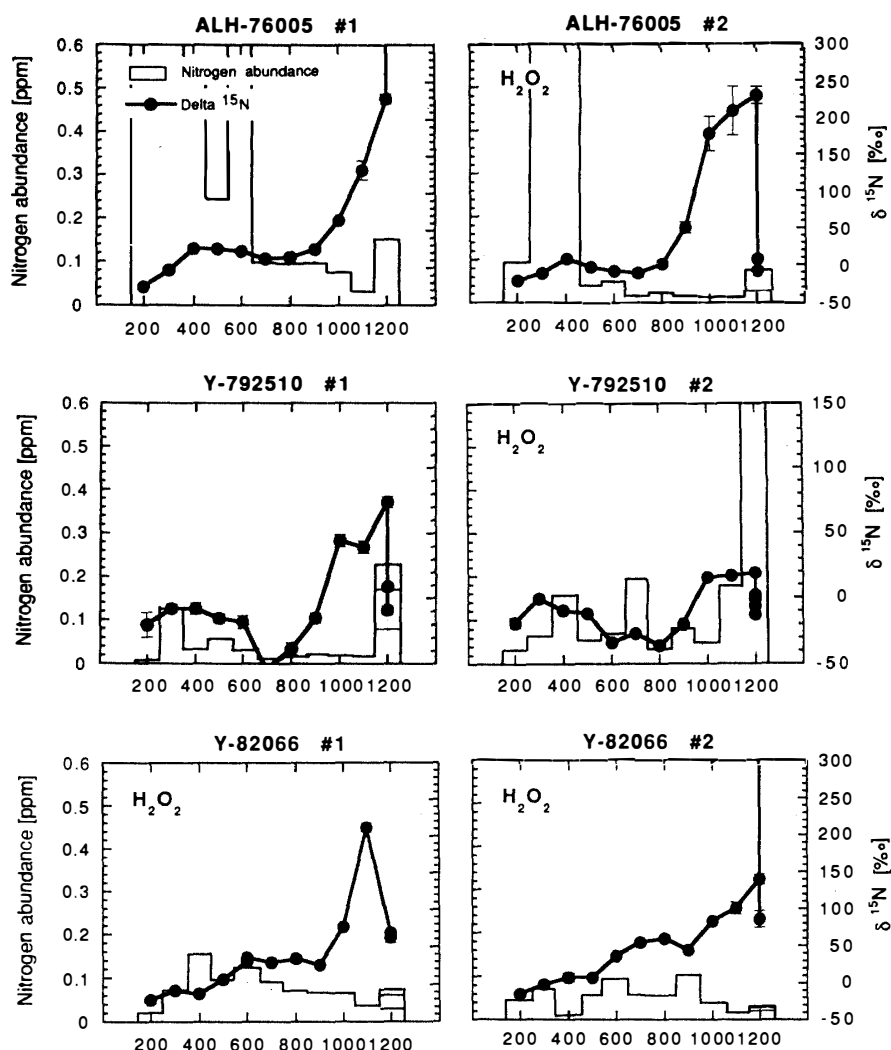 ALH-76005 #1
ALH-76005 #2
Nitrogen abundance [ppm]
0.6
0.5
0.4
0.3
0.2
0.1
0
Nitrogen abundance
Delta 15N
200 400 600 800 1000 1200
H2O2
200 400 600 800 1000 1200
300
250
200
150
100
50
0
-50
δ 15N [‰]
Y-792510 #1
Y-792510 #2
Nitrogen abundance [ppm]
0.6
0.5
0.4
0.3
0.2
0.1
0
200 400 600 800 1000 1200
H2O2
200 400 600 800 1000 1200
150
100
50
0
-50
δ 15N [‰]
Y-82066 #1
Y-82066 #2
Nitrogen abundance [ppm]
0.6
0.5
0.4
0.3
0.2
0.1
0
H2O2
200 400 600 800 1000 1200
H2O2
200 400 600 800 1000 1200
300
250
200
150
100
50
0
-50
δ 15N [‰]